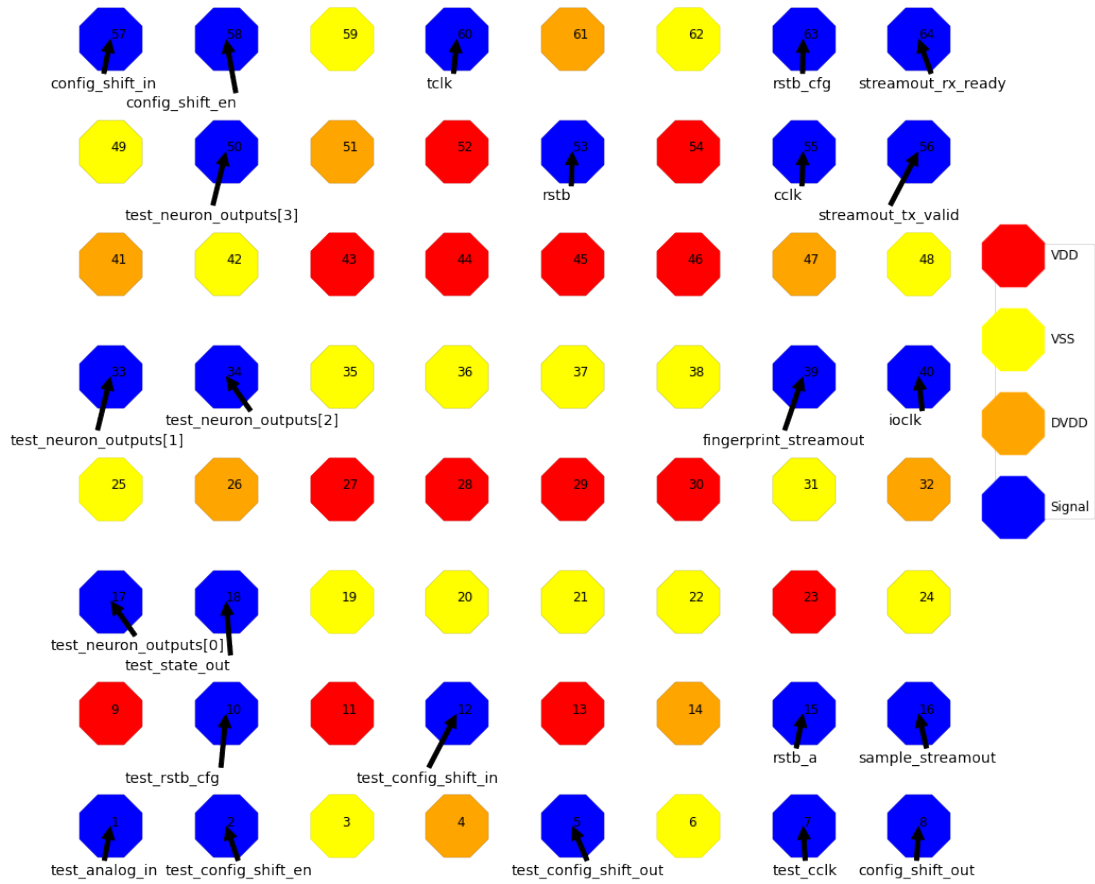 57 58 59 60 61 62 63 64
config_shift_in tclk rstb_cfg streamout_rx_ready
config_shift_en
49 50 51 52 53 54 55 56
rstb cclk
test_neuron_outputs[3] streamout_tx_valid
41 42 43 44 45 46 47 48
VDD
VSS
33 34 35 36 37 38 39 40
test_neuron_outputs[2] ioclk
test_neuron_outputs[1] fingerprint_streamout
DVDD
25 26 27 28 29 30 31 32
Signal
17 18 19 20 21 22 23 24
test_neuron_outputs[0]
test_state_out
9 10 11 12 13 14 15 16
rstb_a sample_streamout
test_rstb_cfg test_config_shift_in
1 2 3 4 5 6 7 8
test_analog_in test_config_shift_en test_config_shift_out test_cclk config_shift_out